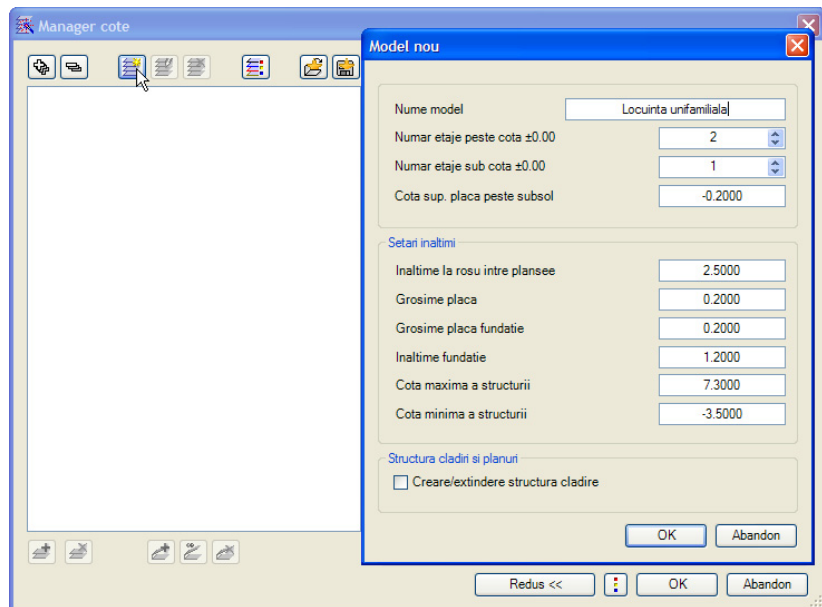 Manager cote
Model nou
Nume model Locuinta unifamiliala
Numar etaje peste cota ±0.00 2
Numar etaje sub cota ±0.00 1
Cota sup. placa peste subsol -0.2000
Setari inaltimi
Inaltime la rosu intre plansee 2.5000
Grosime placa 0.2000
Grosime placa fundatie 0.2000
Inaltime fundatie 1.2000
Cota maxima a structurii 7.3000
Cota minima a structurii -3.5000
Structura cladiri si planuri
Creare/extindere structura cladire
OK Abandon
Redus << OK Abandon